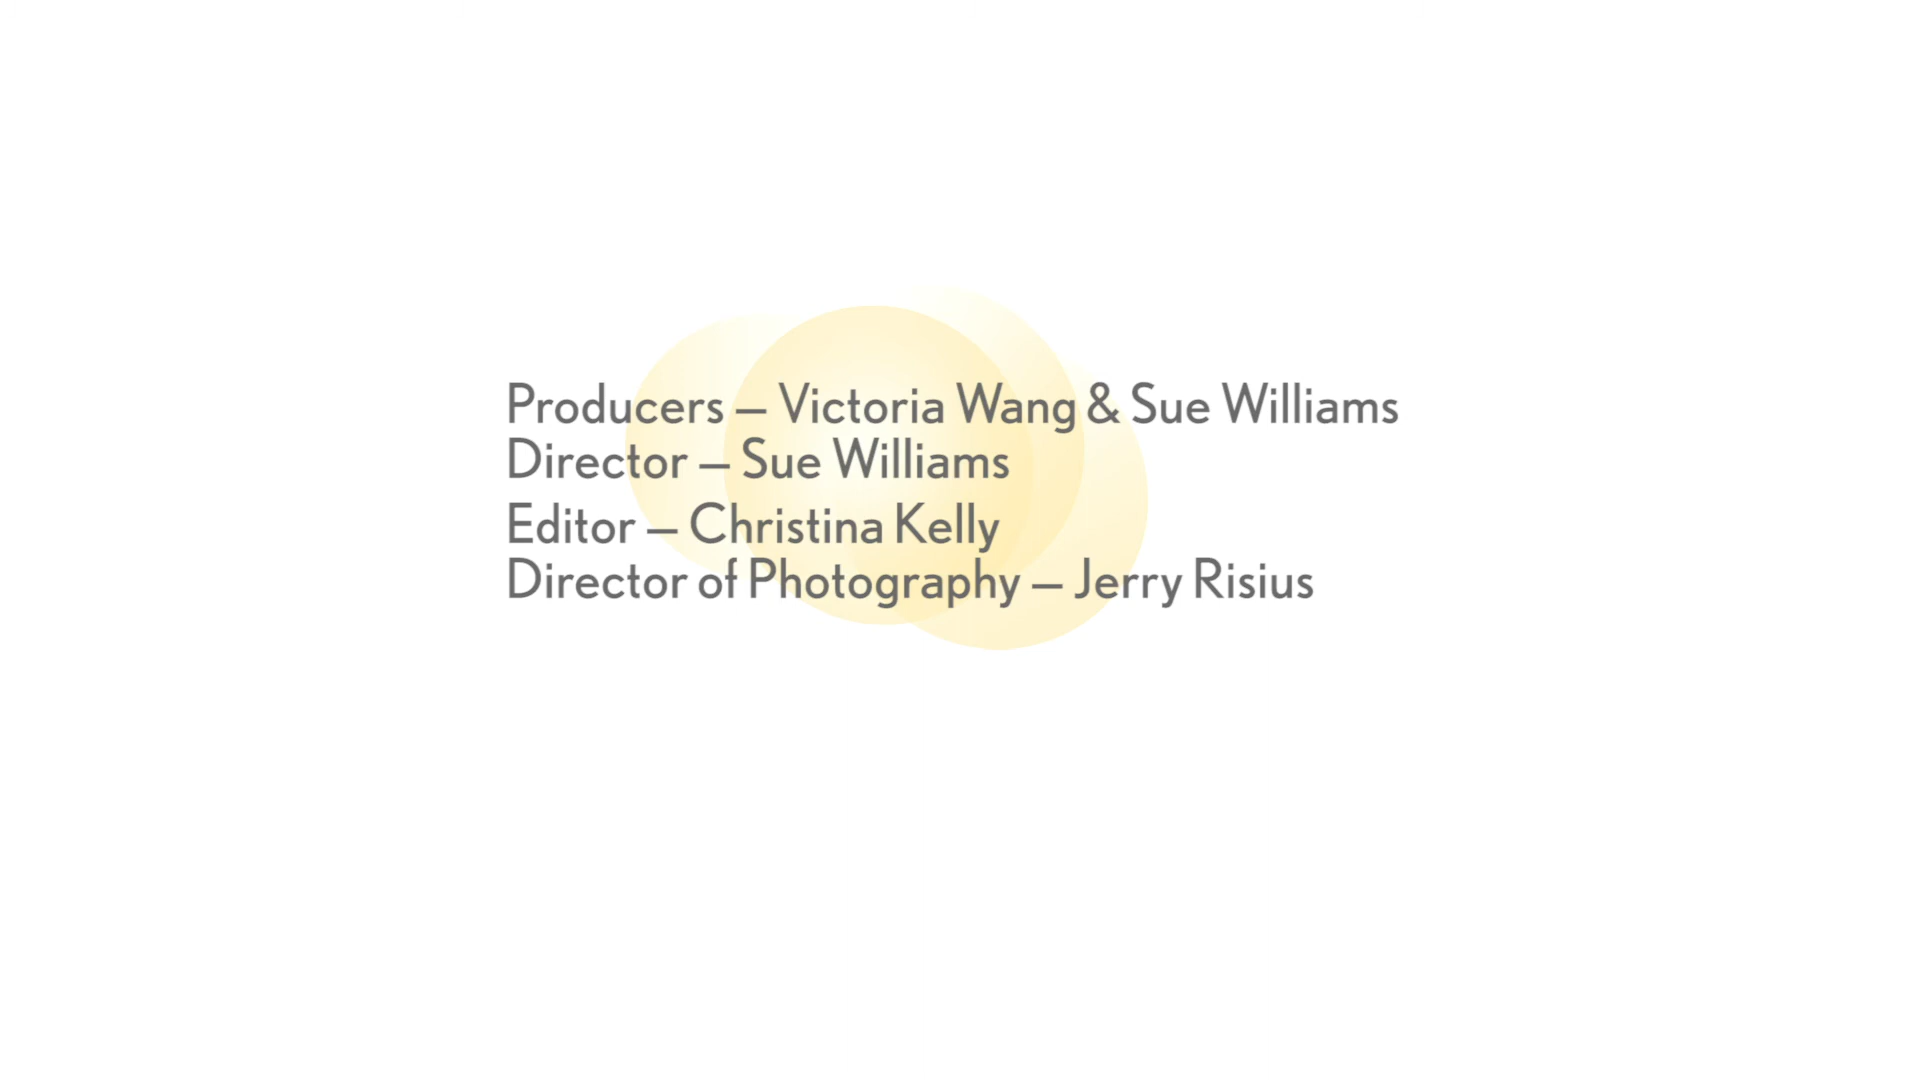 Producers – Victoria Wang & Sue Williams
Director – Sue Williams
Editor – Christina Kelly
Director of Photography – Jerry Risius